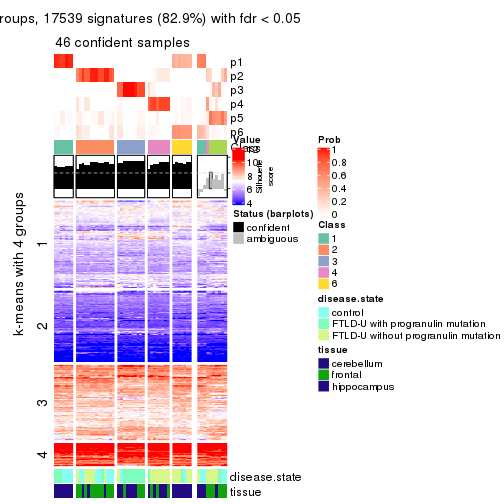 roups, 17539 signatures (82.9%) with fdr < 0.05
46 confident samples
p1
p2
p3
p4
p5
p6
Class
Silhouette score
k-means with 4 groups
1
2
3
4
disease.state
tissue
Value
12
10
8
6
4
Status (barplots)
confident
ambiguous
Prob
1
0.8
0.6
0.4
0.2
0
Class
1
2
3
4
6
disease.state
control
FTLD-U with progranulin mutation
FTLD-U without progranulin mutation
tissue
cerebellum
frontal
hippocampus